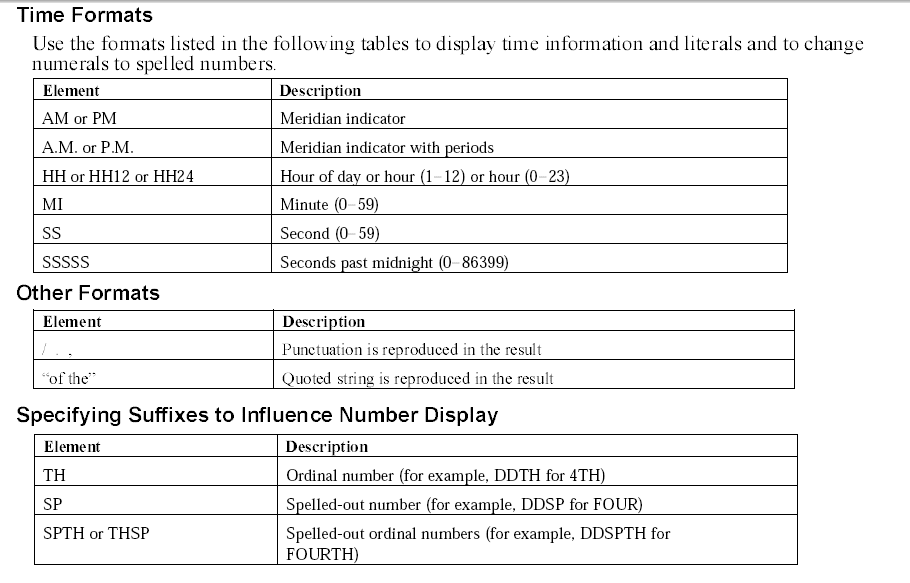 Time Formats
Use the formats listed in the following tables to display time information and literals and to change
numerals to spelled numbers.
Element Description
AM or PM Meridian indicator
A.M. or P.M. Meridian indicator with periods
HH or HH12 or HH24 Hour of day or hour (1–12) or hour (0–23)
MI Minute (0–59)
SS Second (0–59)
SSSSS Seconds past midnight (0–86399)
Other Formats
Element Description
/ . , Punctuation is reproduced in the result
“of the” Quoted string is reproduced in the result
Specifying Suffixes to Influence Number Display
Element Description
TH Ordinal number (for example, DDTH for 4TH)
SP Spelled-out number (for example, DDSP for FOUR)
SPTH or THSP Spelled-out ordinal numbers (for example, DDSPTH for
FOURTH)